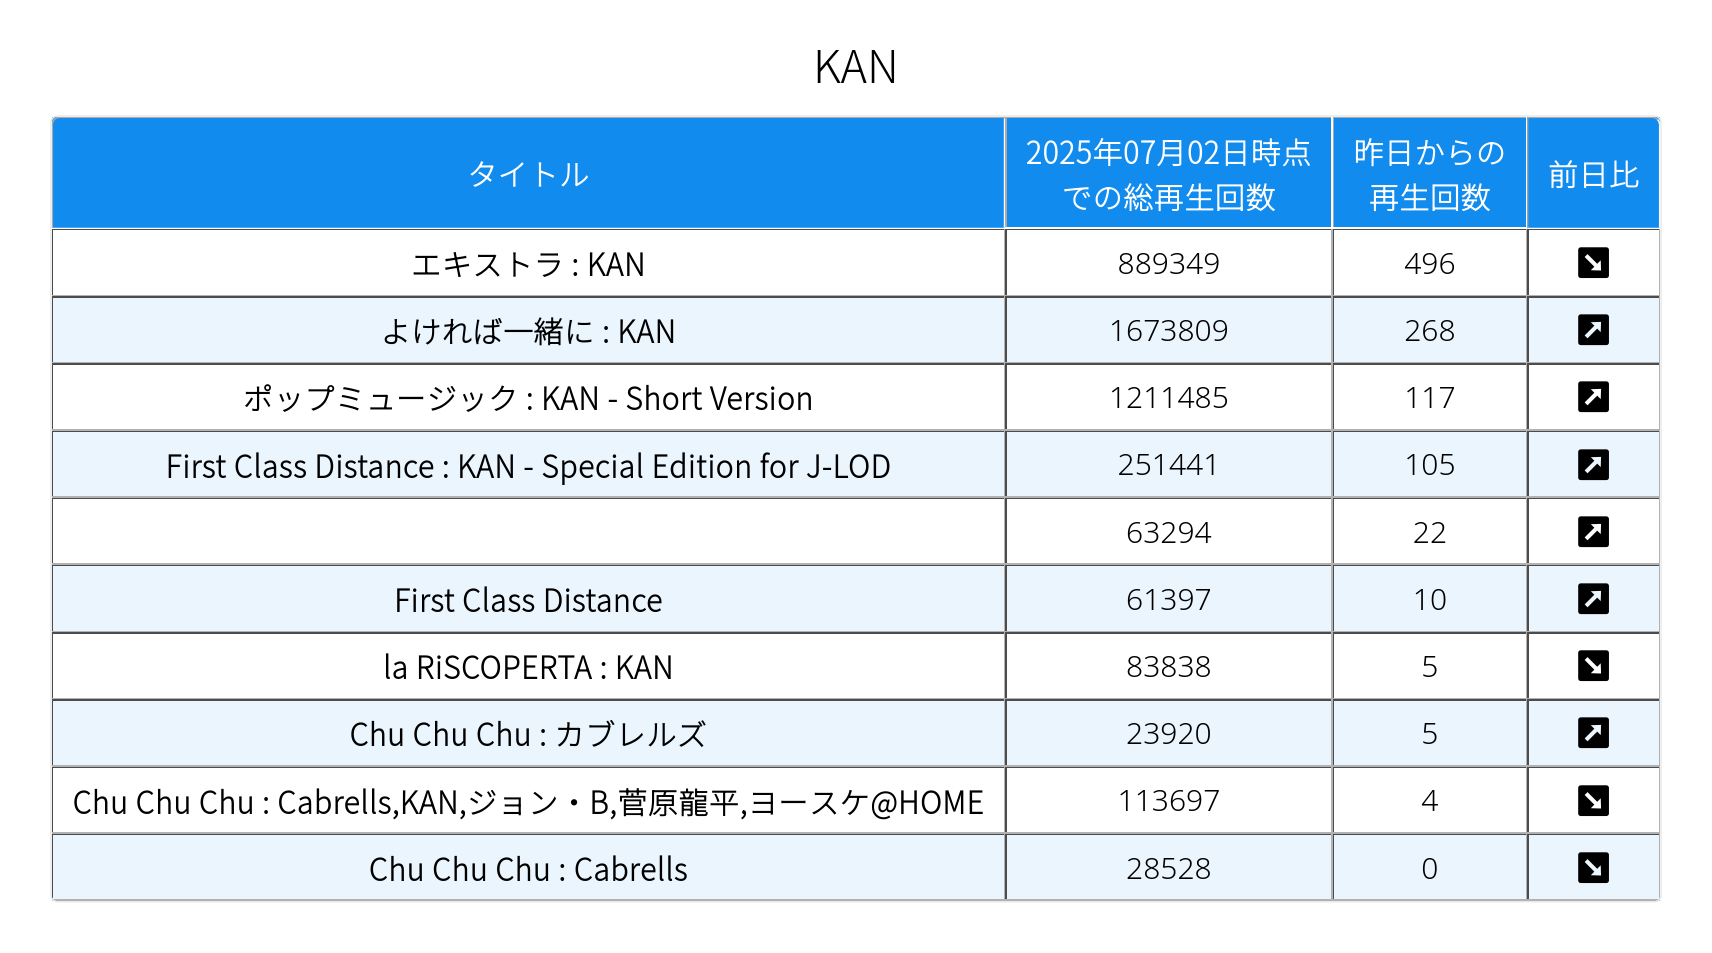 KAN
タイトル 2025年07月02日時点での総再生回数 昨日からの再生回数 前日比
エキストラ : KAN 889349 496
よければ一緒に : KAN 1673809 268
ポップミュージック : KAN - Short Version 1211485 117
First Class Distance : KAN - Special Edition for J-LOD 251441 105
63294 22
First Class Distance 61397 10
la RiSCOPERTA : KAN 83838 5
Chu Chu Chu : カブレルズ 23920 5
Chu Chu Chu : Cabrells,KAN,ジョン・B,菅原龍平,ヨースケ@HOME 113697 4
Chu Chu Chu : Cabrells 28528 0